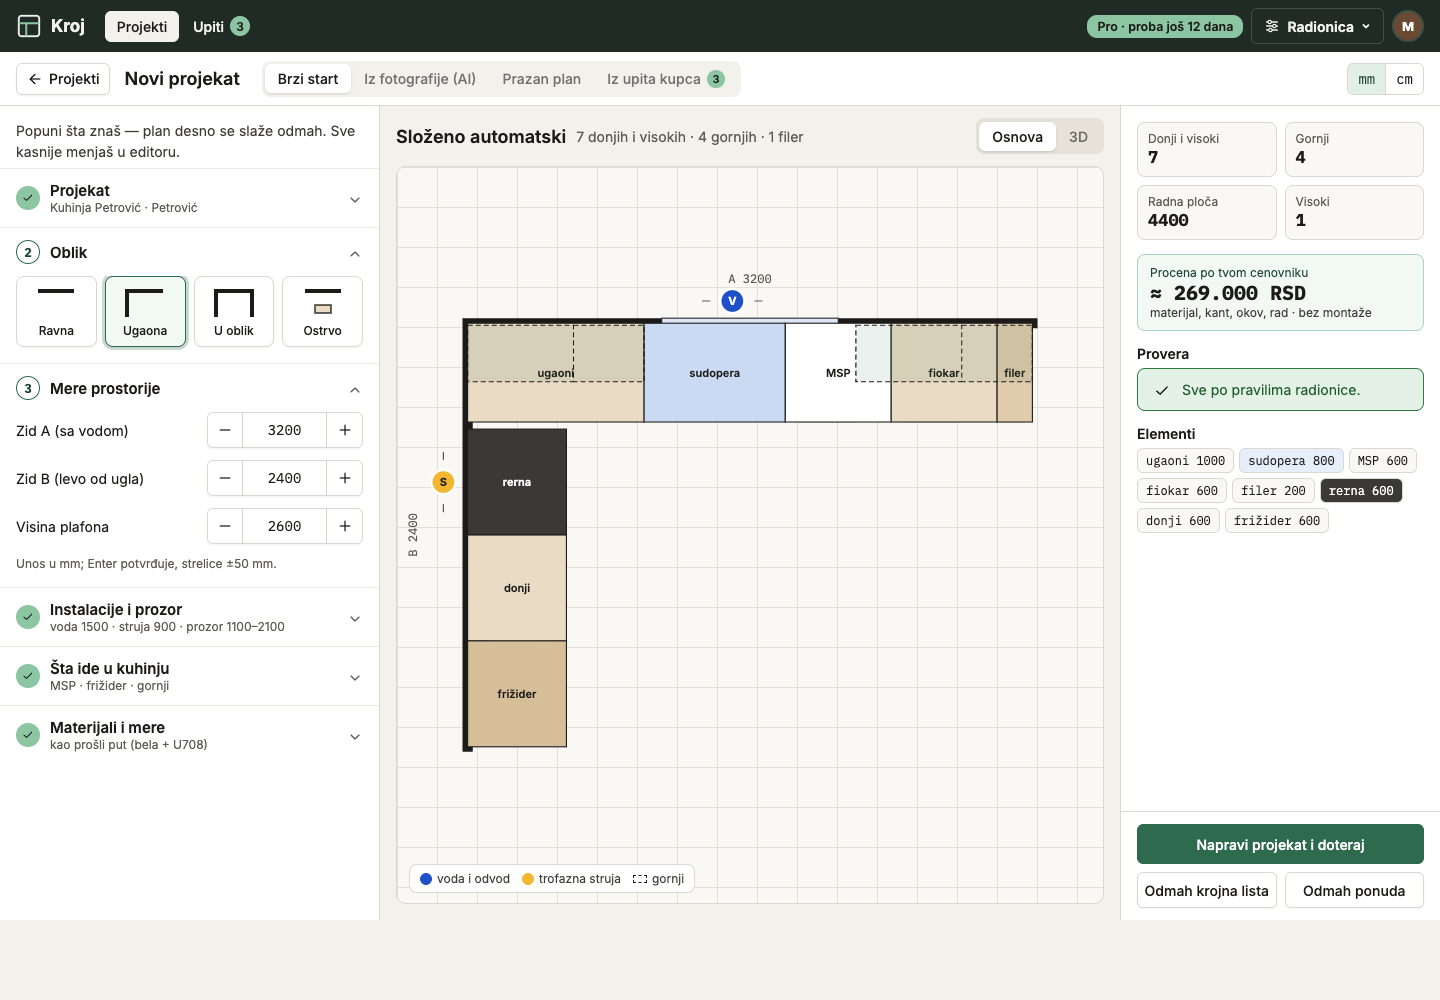 Kroj
Projekti
Upiti 3
Pro · proba još 12 dana
Radionica
M
Projekti
Novi projekat
Brzi start
Iz fotografije (AI)
Prazan plan
Iz upita kupca 3
mm
cm
Popuni šta znaš — plan desno se slaže odmah. Sve
kasnije menjaš u editoru.
Projekat
Kuhinja Petrović · Petrović
2 Oblik
Ravna
Ugaona
U oblik
Ostrvo
3 Mere prostorije
Zid A (sa vodom)
− 3200 +
Zid B (levo od ugla)
− 2400 +
Visina plafona
− 2600 +
Unos u mm; Enter potvrđuje, strelice ±50 mm.
Instalacije i prozor
voda 1500 · struja 900 · prozor 1100–2100
Šta ide u kuhinju
MSP · frižider · gornji
Materijali i mere
kao prošli put (bela + U708)
Složeno automatski
7 donjih i visokih · 4 gornjih · 1 filer
Osnova
3D
A 3200
V
ugaoni
sudopera
MSP
fiokar
filer
S
B 2400
rerna
donji
frižider
voda i odvod
trofazna struja
gornji
Donji i visoki
7
Gornji
4
Radna ploča
4400
Visoki
1
Procena po tvom cenovniku
≈ 269.000 RSD
materijal, kant, okov, rad · bez montaže
Provera
Sve po pravilima radionice.
Elementi
ugaoni 1000
sudopera 800
MSP 600
fiokar 600
filer 200
rerna 600
donji 600
frižider 600
Napravi projekat i doteraj
Odmah krojna lista
Odmah ponuda